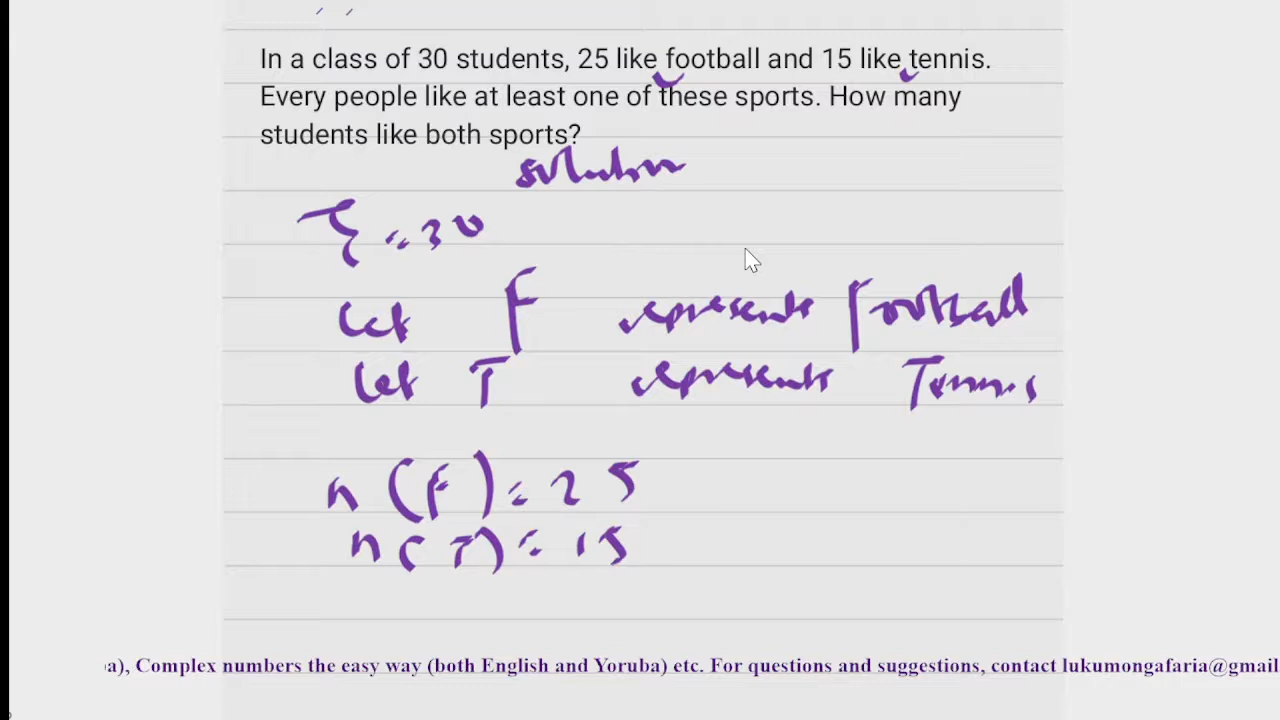 In a class of 30 students, 25 like football and 15 like tennis.
Every people like at least one of these sports. How many
students like both sports?
solution
ξ = 30
let F represents Football
let T represents Tennis
n (F) = 25
n (T) = 15
a), Complex numbers the easy way (both English and Yoruba) etc. For questions and suggestions, contact lukumongafaria@gmail